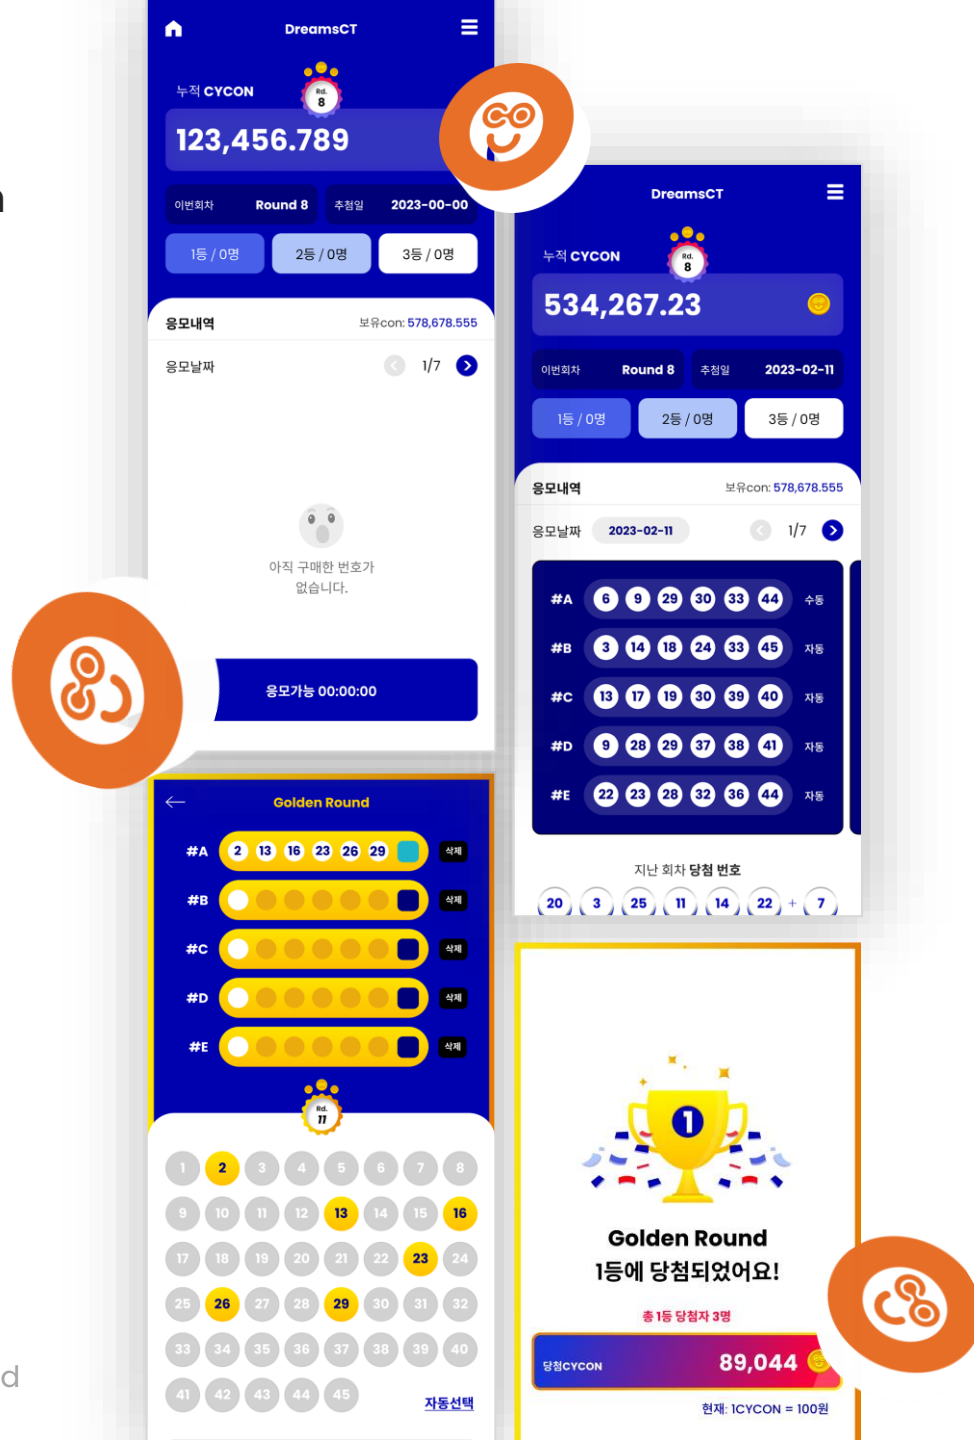 DreamsCT
누적 CYCON
Rd.
8
123,456.789
이번회차 Round 8 추첨일 2023-00-00
1등 / 0명 2등 / 0명 3등 / 0명
응모내역 보유con: 578,678.555
응모날짜 1/7
아직 구매한 번호가
없습니다.
응모가능 00:00:00
DreamsCT
누적 CYCON
Rd.
8
534,267.23
이번회차 Round 8 추첨일 2023-02-11
1등 / 0명 2등 / 0명 3등 / 0명
응모내역 보유con: 578,678.555
응모날짜 2023-02-11 1/7
#A 6 9 29 30 33 44 수동
#B 3 14 18 24 33 45 자동
#C 13 17 19 30 39 40 자동
#D 9 28 29 37 38 41 자동
#E 22 23 28 32 36 44 자동
지난 회차 당첨 번호
20 3 25 11 14 22 + 7
Golden Round
#A 2 13 16 23 26 29 삭제
#B 삭제
#C 삭제
#D 삭제
#E 삭제
Rd.
11
1 2 3 4 5 6 7 8
9 10 11 12 13 14 15 16
17 18 19 20 21 22 23 24
25 26 27 28 29 30 31 32
33 34 35 36 37 38 39 40
41 42 43 44 45 자동선택
1
Golden Round
1등에 당첨되었어요!
총 1등 당첨자 3명
당첨CYCON 89,044
현재: 1CYCON = 100원
d